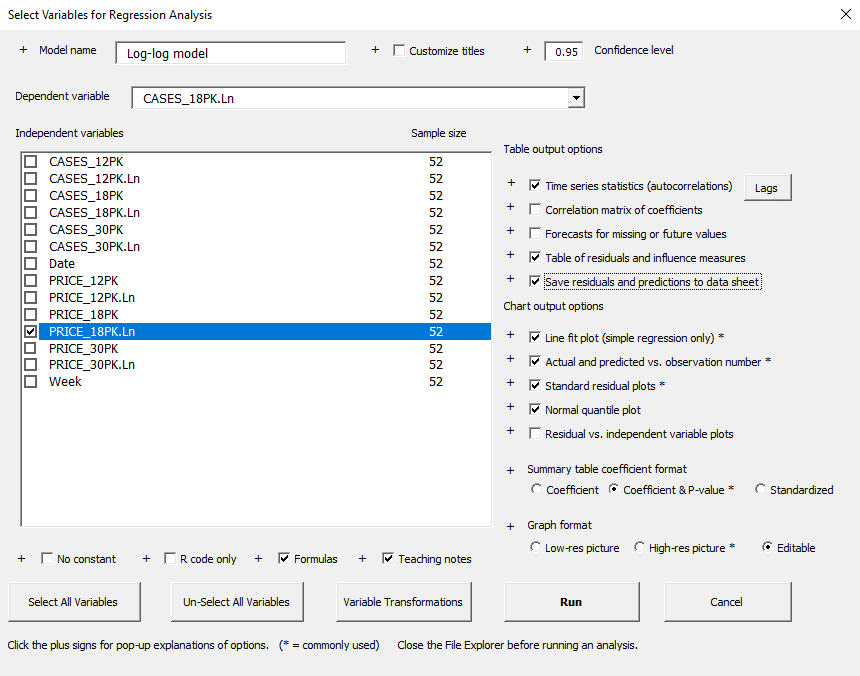 Select Variables for Regression Analysis
+ Model name Log-log model + Customize titles + 0.95 Confidence level
Dependent variable CASES_18PK.Ln
Independent variables Sample size
CASES_12PK 52
CASES_12PK.Ln 52
CASES_18PK 52
CASES_18PK.Ln 52
CASES_30PK 52
CASES_30PK.Ln 52
Date 52
PRICE_12PK 52
PRICE_12PK.Ln 52
PRICE_18PK 52
PRICE_18PK.Ln 52
PRICE_30PK 52
PRICE_30PK.Ln 52
Week 52
Table output options
+ Time series statistics (autocorrelations) Lags
+ Correlation matrix of coefficients
+ Forecasts for missing or future values
+ Table of residuals and influence measures
+ Save residuals and predictions to data sheet
Chart output options
+ Line fit plot (simple regression only) *
+ Actual and predicted vs. observation number *
+ Standard residual plots *
+ Normal quantile plot
+ Residual vs. independent variable plots
+ Summary table coefficient format
Coefficient Coefficient & P-value * Standardized
+ Graph format
Low-res picture High-res picture * Editable
+ No constant + R code only + Formulas + Teaching notes
Select All Variables Un-Select All Variables Variable Transformations Run Cancel
Click the plus signs for pop-up explanations of options. (* = commonly used) Close the File Explorer before running an analysis.